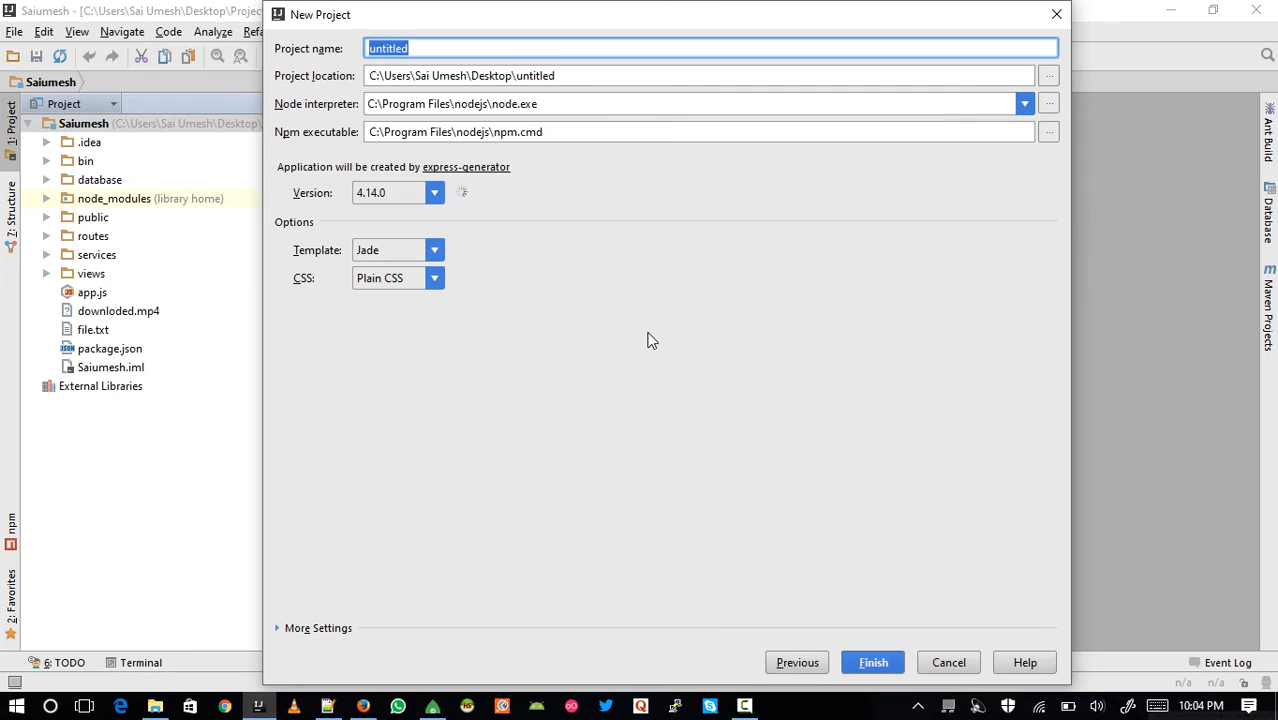 Saiumesh - [C:\Users\Sai Umesh\Desktop\Projec
New Project
File Edit View Navigate Code Analyze Refa
Project name: untitled
Project location: C:\Users\Sai Umesh\Desktop\untitled
Node interpreter: C:\Program Files\nodejs\node.exe
Npm executable: C:\Program Files\nodejs\npm.cmd
Application will be created by express-generator
Version: 4.14.0
Options
Template: Jade
CSS: Plain CSS
More Settings
Previous Finish Cancel Help
Saiumesh
Project
Saiumesh (C:\Users\Sai Umesh\Desktop\
.idea
bin
database
node_modules (library home)
public
routes
services
views
app.js
downloded.mp4
file.txt
package.json
Saiumesh.iml
External Libraries
1: Project
7: Structure
npm
2: Favorites
Ant Build
Database
Maven Projects
6: TODO Terminal Event Log
n/a n/a
10:04 PM